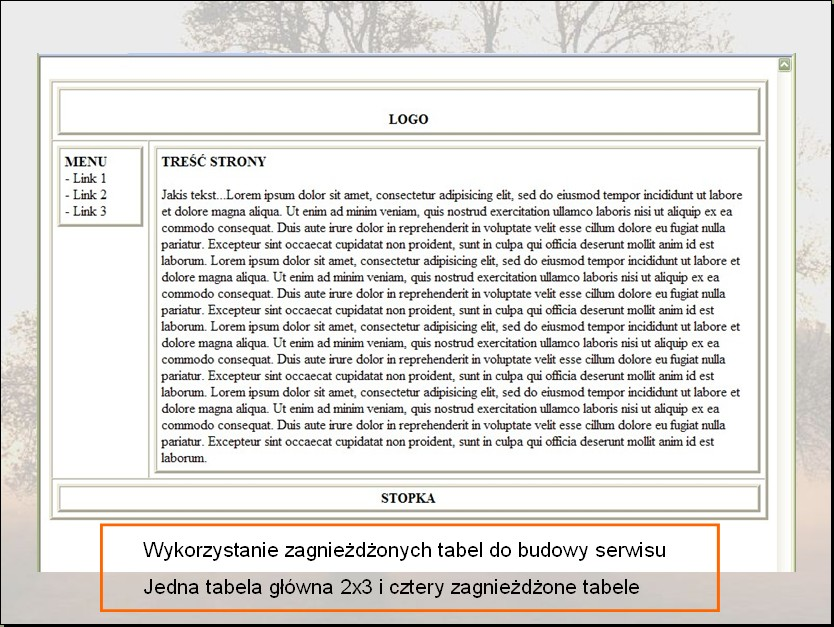 LOGO
MENU
- Link 1
- Link 2
- Link 3
TREŚĆ STRONY
Jakis tekst...Lorem ipsum dolor sit amet, consectetur adipisicing elit, sed do eiusmod tempor incididunt ut labore
et dolore magna aliqua. Ut enim ad minim veniam, quis nostrud exercitation ullamco laboris nisi ut aliquip ex ea
commodo consequat. Duis aute irure dolor in reprehenderit in voluptate velit esse cillum dolore eu fugiat nulla
pariatur. Excepteur sint occaecat cupidatat non proident, sunt in culpa qui officia deserunt mollit anim id est
laborum. Lorem ipsum dolor sit amet, consectetur adipisicing elit, sed do eiusmod tempor incididunt ut labore et
dolore magna aliqua. Ut enim ad minim veniam, quis nostrud exercitation ullamco laboris nisi ut aliquip ex ea
commodo consequat. Duis aute irure dolor in reprehenderit in voluptate velit esse cillum dolore eu fugiat nulla
pariatur. Excepteur sint occaecat cupidatat non proident, sunt in culpa qui officia deserunt mollit anim id est
laborum. Lorem ipsum dolor sit amet, consectetur adipisicing elit, sed do eiusmod tempor incididunt ut labore et
dolore magna aliqua. Ut enim ad minim veniam, quis nostrud exercitation ullamco laboris nisi ut aliquip ex ea
commodo consequat. Duis aute irure dolor in reprehenderit in voluptate velit esse cillum dolore eu fugiat nulla
pariatur. Excepteur sint occaecat cupidatat non proident, sunt in culpa qui officia deserunt mollit anim id est
laborum. Lorem ipsum dolor sit amet, consectetur adipisicing elit, sed do eiusmod tempor incididunt ut labore et
dolore magna aliqua. Ut enim ad minim veniam, quis nostrud exercitation ullamco laboris nisi ut aliquip ex ea
commodo consequat. Duis aute irure dolor in reprehenderit in voluptate velit esse cillum dolore eu fugiat nulla
pariatur. Excepteur sint occaecat cupidatat non proident, sunt in culpa qui officia deserunt mollit anim id est
laborum.
STOPKA
Wykorzystanie zagnieżdżonych tabel do budowy serwisu
Jedna tabela główna 2x3 i cztery zagnieżdżone tabele